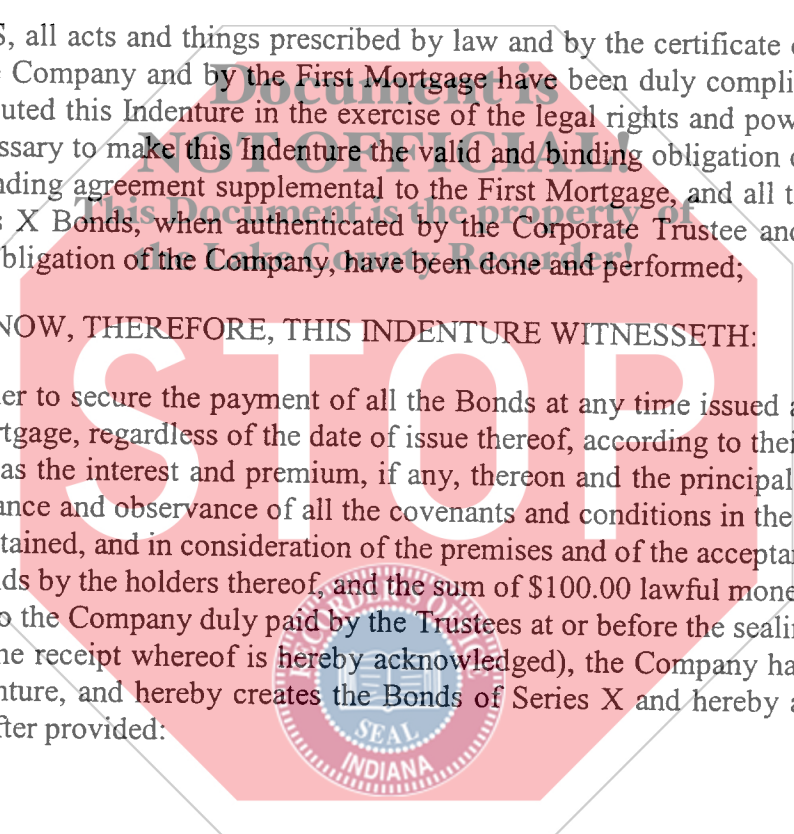 S, all acts and things prescribed by law and by the certificate
Company and by the First Mortgage have been duly compli
Document is
uted this Indenture in the exercise of the legal rights and pow
NOT OFFICIAL!
ssary to make this Indenture the valid and binding obligation
nding agreement supplemental to the First Mortgage, and all t
This Document is the property of
s X Bonds, when authenticated by the Corporate Trustee and
the Lake County Recorder!
bligation of the Company, have been done and performed;
NOW, THEREFORE, THIS INDENTURE WITNESSETH:
STOP
er to secure the payment of all the Bonds at any time issued a
rtgage, regardless of the date of issue thereof, according to thei
as the interest and premium, if any, thereon and the principal
ance and observance of all the covenants and conditions in the
tained, and in consideration of the premises and of the accepta
nds by the holders thereof, and the sum of $100.00 lawful mone
o the Company duly paid by the Trustees at or before the sealin
he receipt whereof is hereby acknowledged), the Company ha
nture, and hereby creates the Bonds of Series X and hereby a
fter provided:
RECORDER'S OFFICE
SEAL
INDIANA